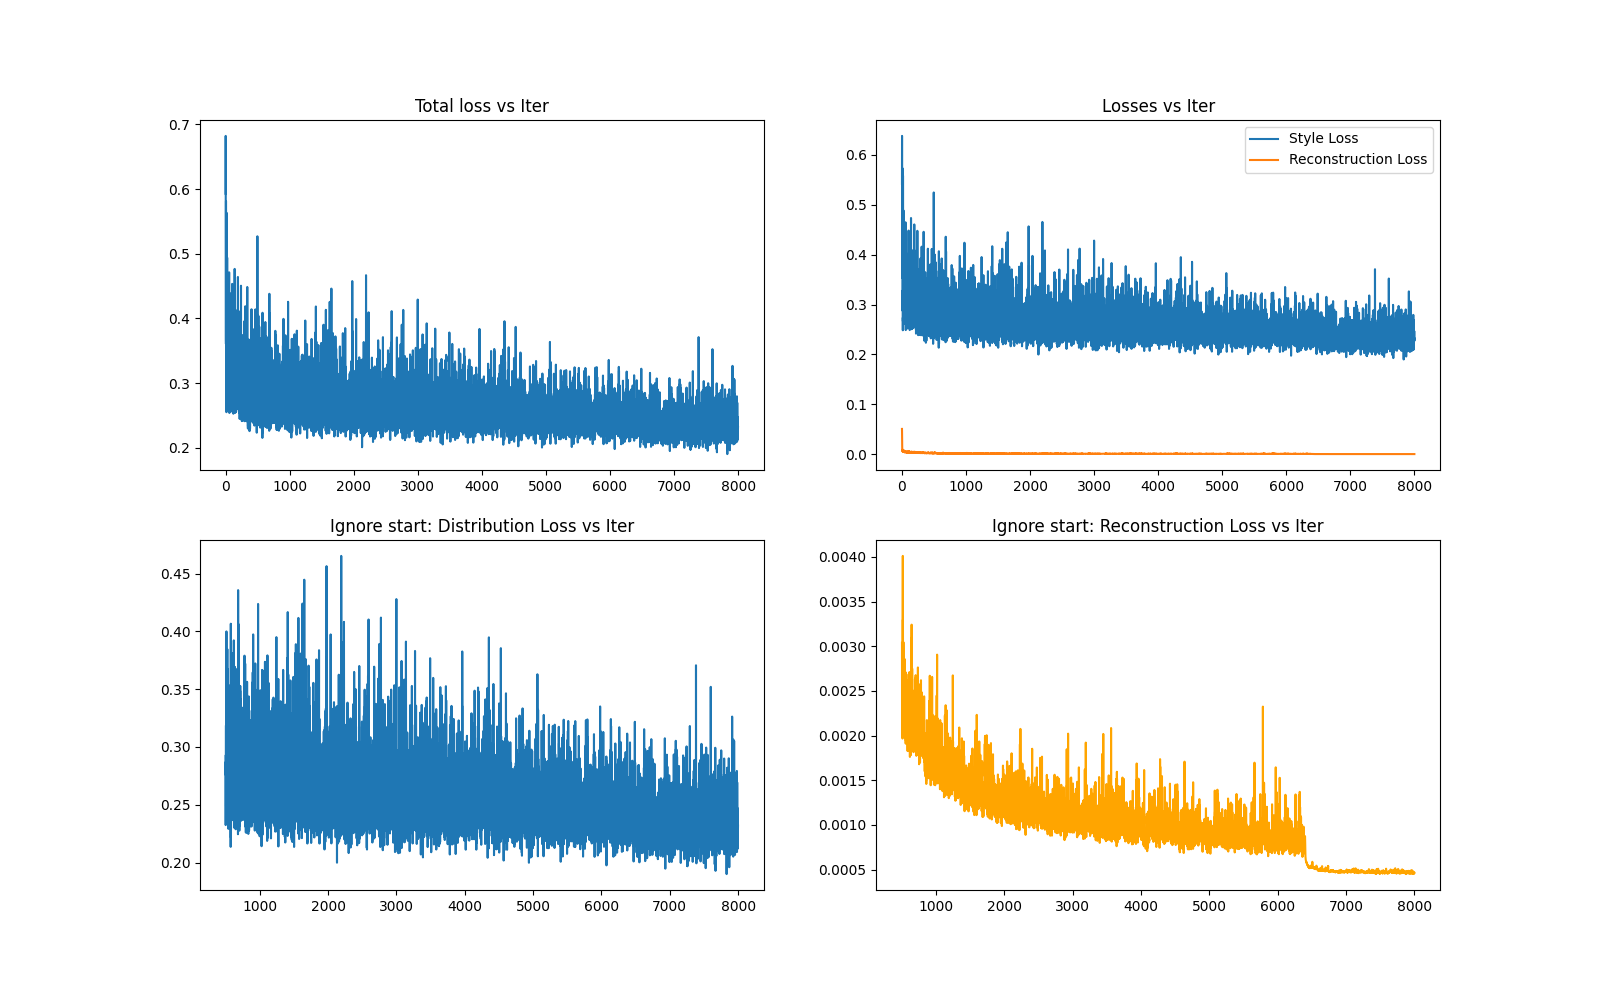 Total loss vs Iter
0.7
0.6
0.5
0.4
0.3
0.2
0 1000 2000 3000 4000 5000 6000 7000 8000
Losses vs Iter
Style Loss
Reconstruction Loss
0.6
0.5
0.4
0.3
0.2
0.1
0.0
0 1000 2000 3000 4000 5000 6000 7000 8000
Ignore start: Distribution Loss vs Iter
0.45
0.40
0.35
0.30
0.25
0.20
1000 2000 3000 4000 5000 6000 7000 8000
Ignore start: Reconstruction Loss vs Iter
0.0040
0.0035
0.0030
0.0025
0.0020
0.0015
0.0010
0.0005
1000 2000 3000 4000 5000 6000 7000 8000